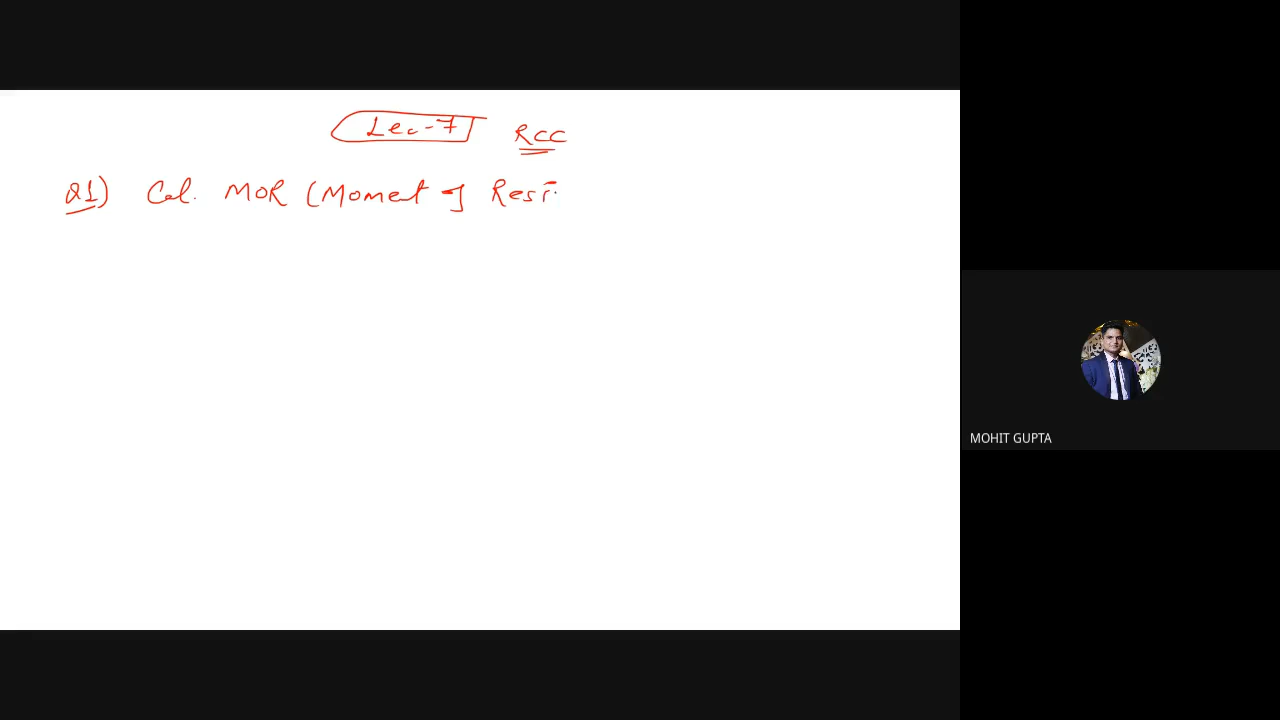 Lec-7 RCC
Q1) Cal. MOR (Moment of Resi
MOHIT GUPTA